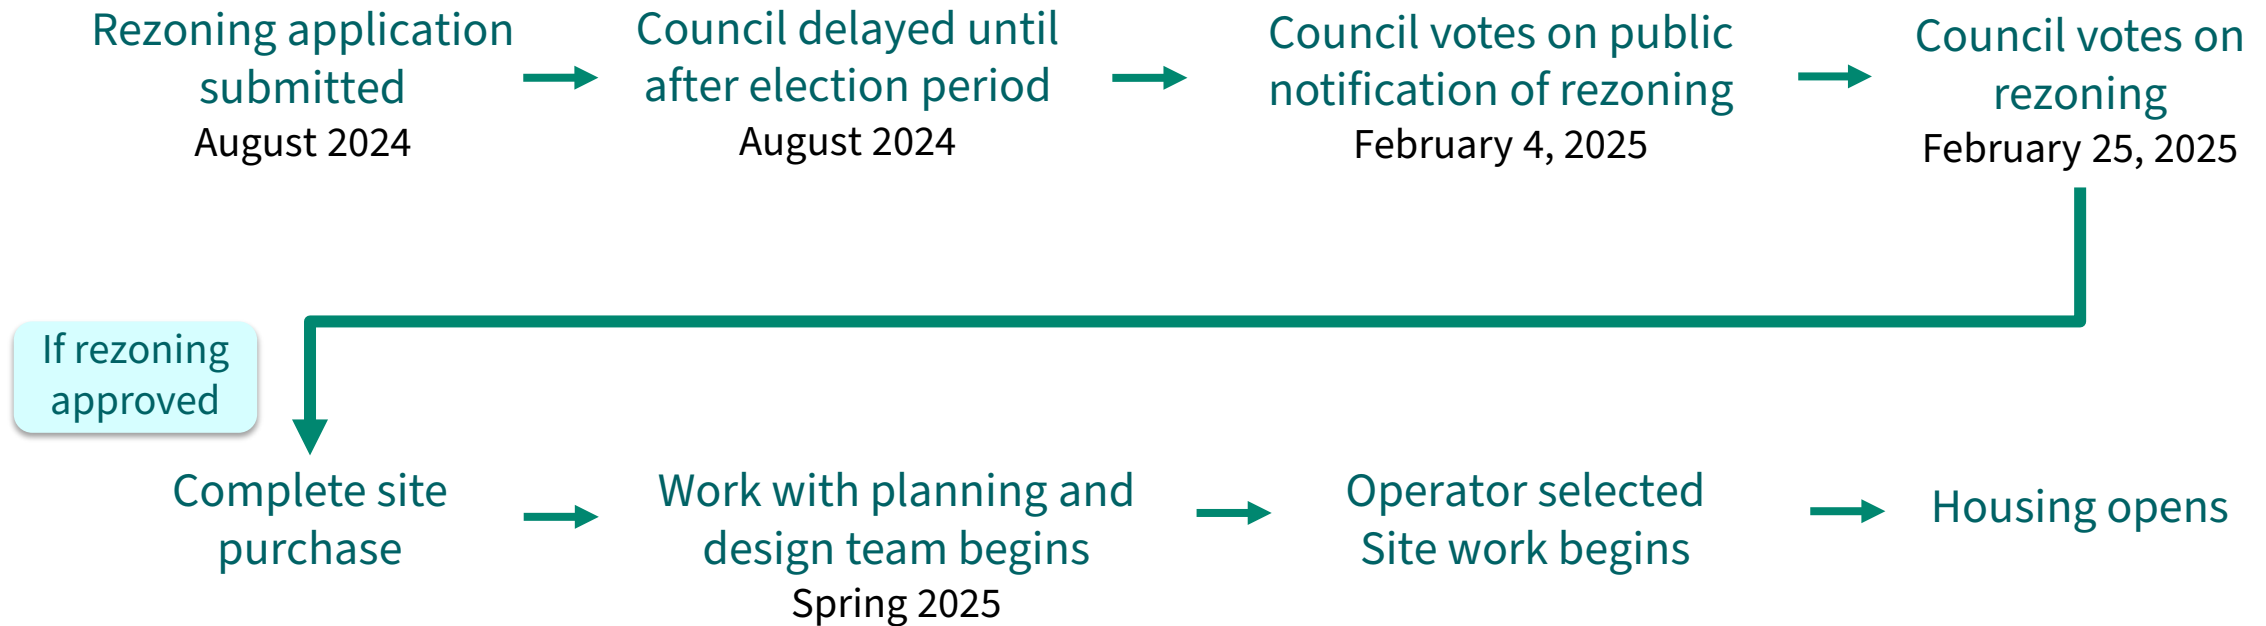 Rezoning application
submitted
August 2024
Council delayed until
after election period
August 2024
Council votes on public
notification of rezoning
February 4, 2025
Council votes on
rezoning
February 25, 2025
If rezoning
approved
Complete site
purchase
Work with planning and
design team begins
Spring 2025
Operator selected
Site work begins
Housing opens